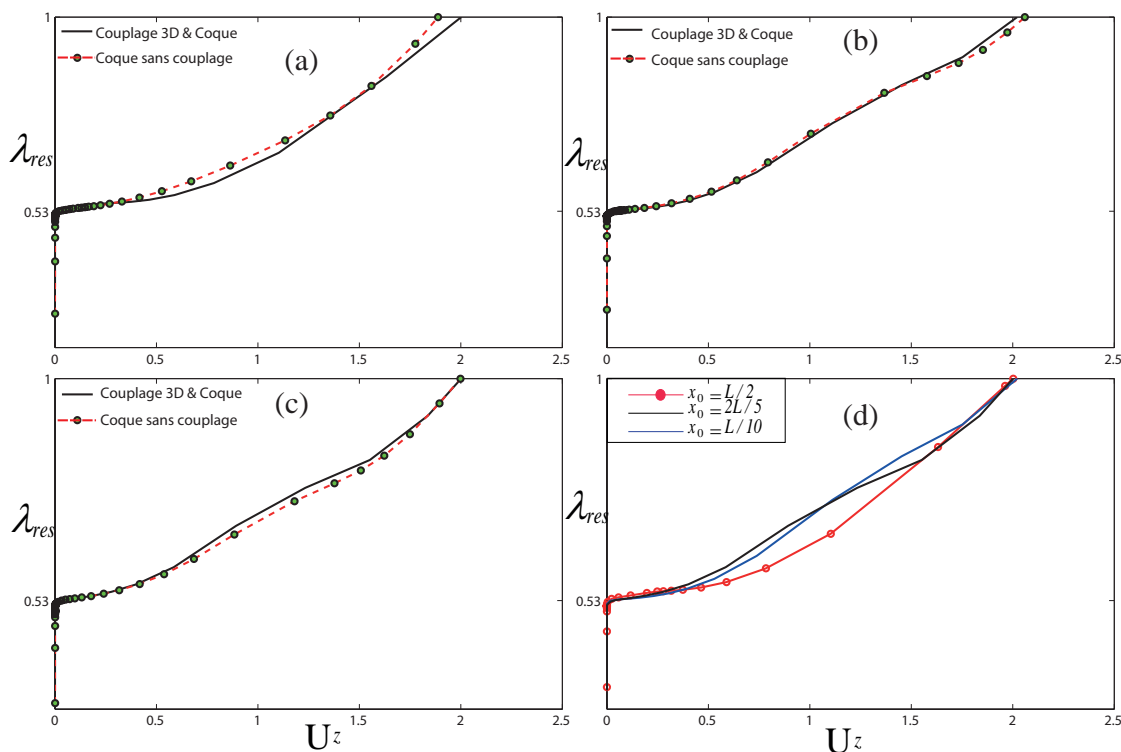 1
Couplage 3D & Coque
Coque sans couplage
(a)
λres
0.53
0 0.5 1 1.5 2 2.5
1
Couplage 3D & Coque
Coque sans couplage
(b)
λres
0.53
0 0.5 1 1.5 2 2.5
1
Couplage 3D & Coque
Coque sans couplage
(c)
λres
0.53
0 0.5 1 1.5 2 2.5
Uz
1
x0 = L/2
x0 = 2L/5
x0 = L/10
(d)
λres
0.53
0 0.5 1 1.5 2 2.5
Uz